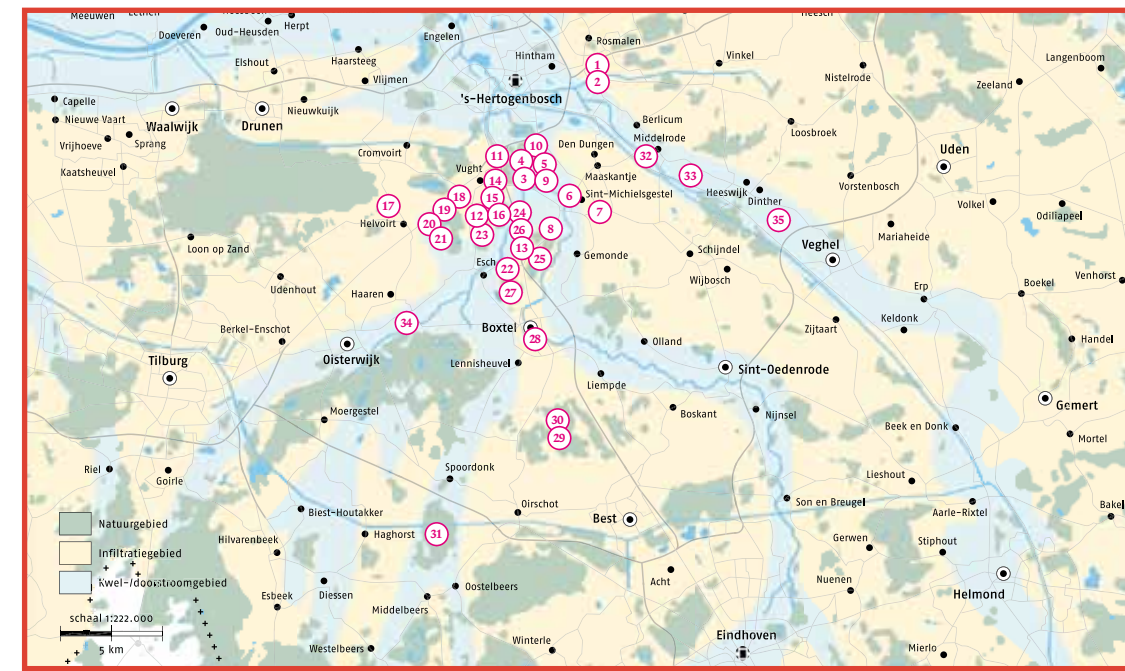 Meeuwen
Herpt
Doeveren
Oud-Heusden
Engelen
Rosmalen
Heesch
Elshout
Haarsteeg
Hintham
1
Vinkel
Nistelrode
Langenboom
Vlijmen
2
Zeeland
Capelle
Nieuwkuijk
's-Hertogenbosch
Nieuwe Vaart
Waalwijk
Drunen
Berlicum
Loosbroek
Vrijhoeve
Sprang
Cromvoirt
10
Den Dungen
Middelrode
Uden
Kaatsheuvel
11
4
5
Maaskantje
32
Vught
14
3
9
33
Heeswijk
Vorstenbosch
17
18
15
6
Sint-Michielsgestel
Dinther
Volkel
Odiliapeel
19
12
16
24
7
35
Helvoirt
20
21
23
26
8
Mariaheide
Loon op Zand
13
25
Gemonde
Schijndel
Veghel
Esch
22
Wijbosch
Venhorst
Udenhout
Haaren
27
Erp
Boekel
34
Boxtel
Zijtaart
Keldonk
Berkel-Enschot
28
Olland
Handel
Oisterwijk
Tilburg
Lennisheuvel
Sint-Oedenrode
Liempde
Moergestel
30
Boskant
Nijnsel
Gemert
29
Beek en Donk
Mortel
Riel
Goirle
Spoordonk
Lieshout
Biest-Houtakker
Oirschot
Best
Son en Breugel
Aarle-Rixtel
Bakel
Natuurgebied
Hilvarenbeek
Haghorst
31
Gerwen
Stiphout
Infiltratiegebied
Kwel-/doorstroomgebied
Diessen
Oostelbeers
Acht
Nuenen
Helmond
Esbeek
Middelbeers
schaal 1:222.000
5 km
Westelbeers
Winterle
Eindhoven
Mierlo